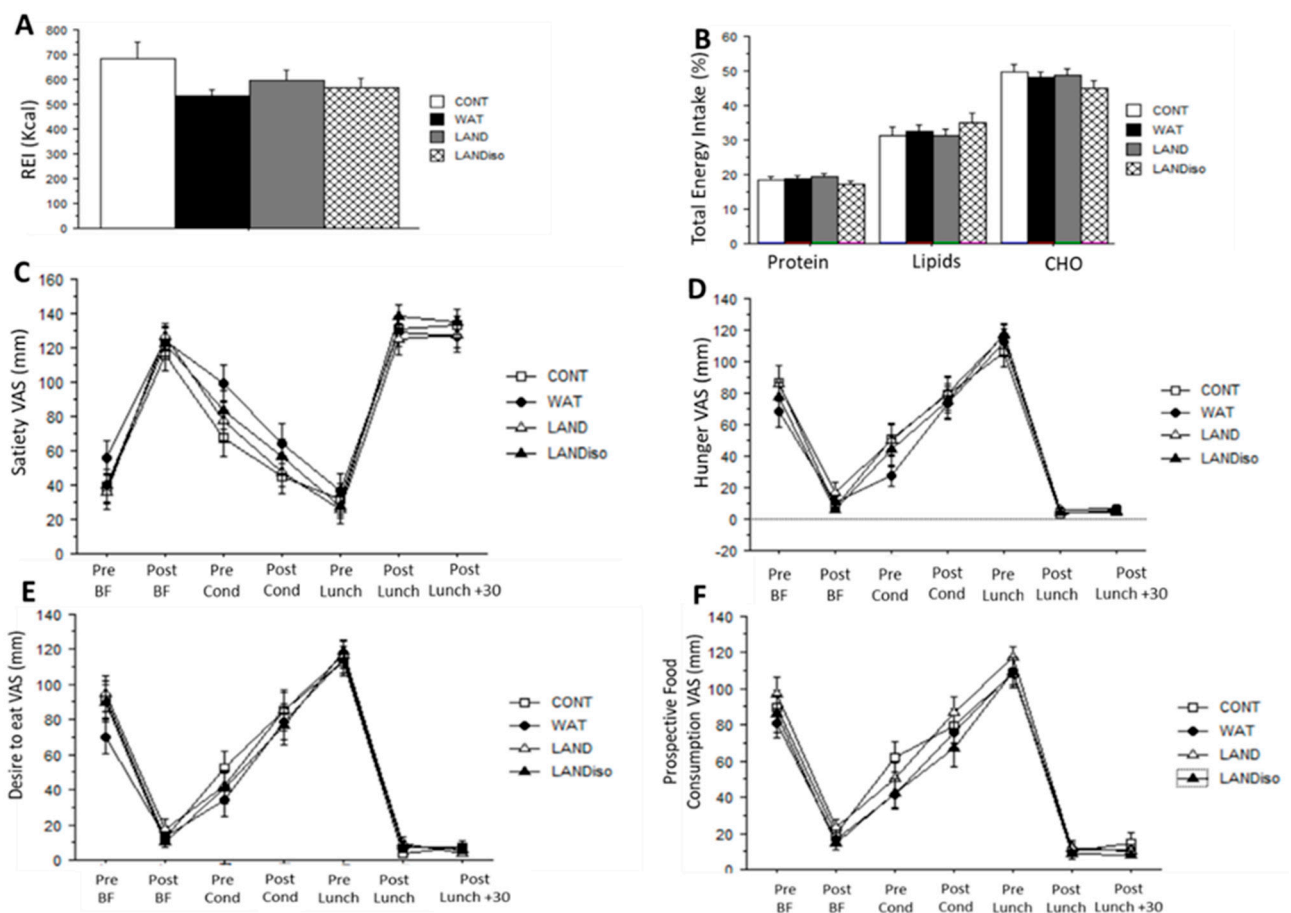 A
800
700
600
500
400
300
200
100
0
REI (Kcal)
CONT
WAT
LAND
LANDiso
B
60
50
40
30
20
10
0
Total Energy Intake (%)
Protein Lipids CHO
CONT
WAT
LAND
LANDiso
C
160
140
120
100
80
60
40
20
0
Satiety VAS (mm)
Pre Post Pre Post Pre Post Post
BF BF Cond Cond Lunch Lunch Lunch +30
CONT
WAT
LAND
LANDiso
D
140
120
100
80
60
40
20
0
-20
Hunger VAS (mm)
Pre Post Pre Post Pre Post Post
BF BF Cond Cond Lunch Lunch Lunch +30
CONT
WAT
LAND
LANDiso
E
140
120
100
80
60
40
20
0
Desire to eat VAS (mm)
Pre Post Pre Post Pre Post Post
BF BF Cond Cond Lunch Lunch Lunch +30
CONT
WAT
LAND
LANDiso
F
140
120
100
80
60
40
20
0
Prospective Food
Consumption VAS (mm)
Pre Post Pre Post Pre Post Post
BF BF Cond Cond Lunch Lunch Lunch +30
CONT
WAT
LAND
LANDiso